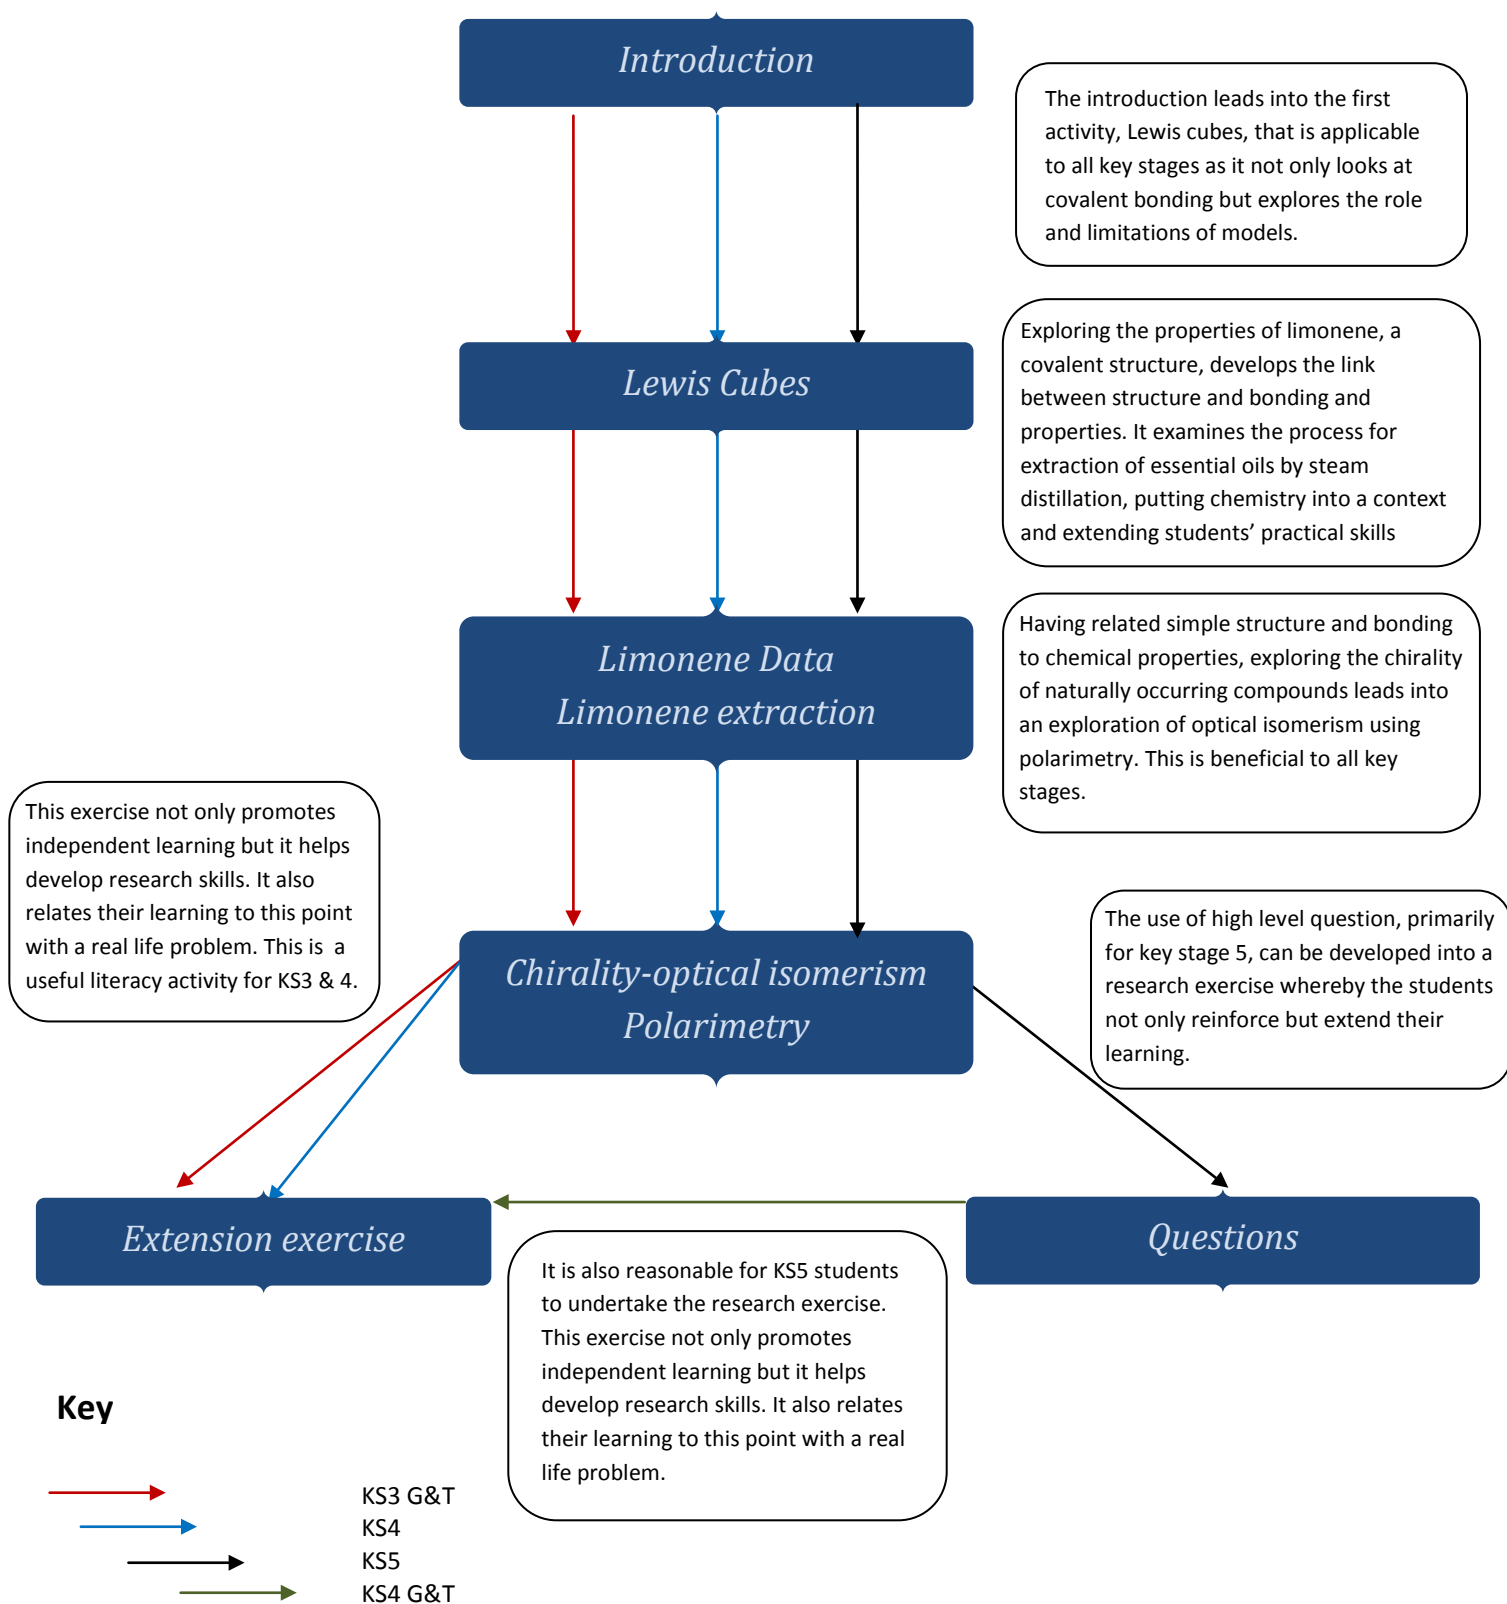 Introduction
The introduction leads into the first
activity, Lewis cubes, that is applicable
to all key stages as it not only looks at
covalent bonding but explores the role
and limitations of models.
Lewis Cubes
Exploring the properties of limonene, a
covalent structure, develops the link
between structure and bonding and
properties. It examines the process for
extraction of essential oils by steam
distillation, putting chemistry into a context
and extending students’ practical skills
Limonene Data
Limonene extraction
Having related simple structure and bonding
to chemical properties, exploring the chirality
of naturally occurring compounds leads into
an exploration of optical isomerism using
polarimetry. This is beneficial to all key
stages.
This exercise not only promotes
independent learning but it helps
develop research skills. It also
relates their learning to this point
with a real life problem. This is a
useful literacy activity for KS3 & 4.
Chirality-optical isomerism
Polarimetry
The use of high level question, primarily
for key stage 5, can be developed into a
research exercise whereby the students
not only reinforce but extend their
learning.
Extension exercise
Questions
It is also reasonable for KS5 students
to undertake the research exercise.
This exercise not only promotes
independent learning but it helps
develop research skills. It also relates
their learning to this point with a real
life problem.
Key
KS3 G&T
KS4
KS5
KS4 G&T